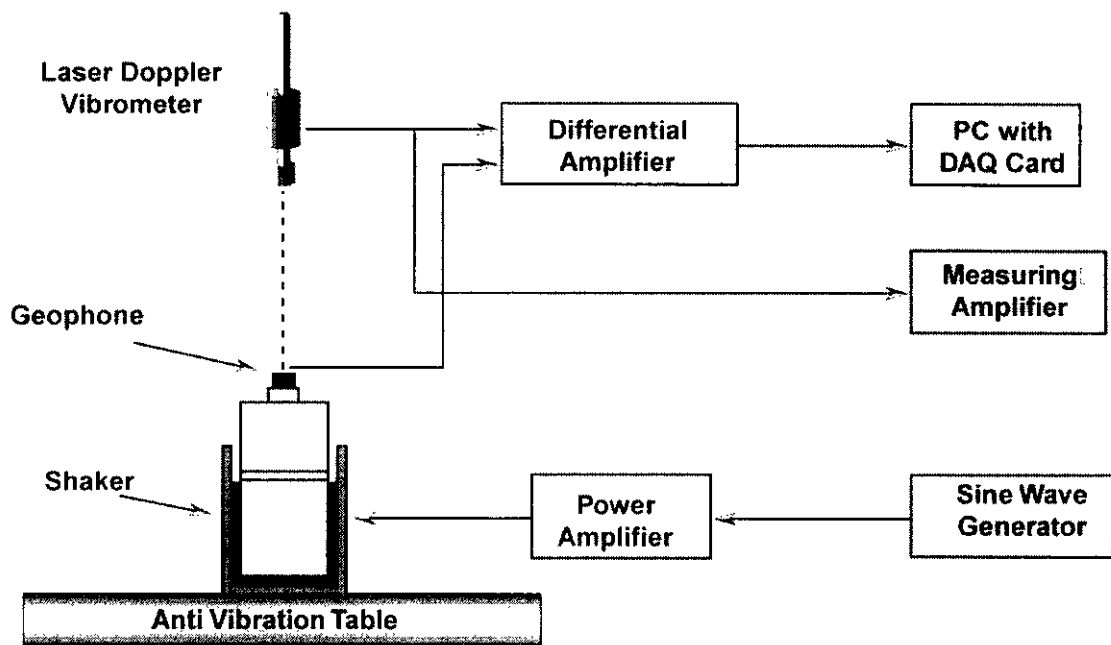 Laser Doppler
Vibrometer
Differential
Amplifier
PC with
DAQ Card
Measuring
Amplifier
Geophone
Shaker
Power
Amplifier
Sine Wave
Generator
Anti Vibration Table